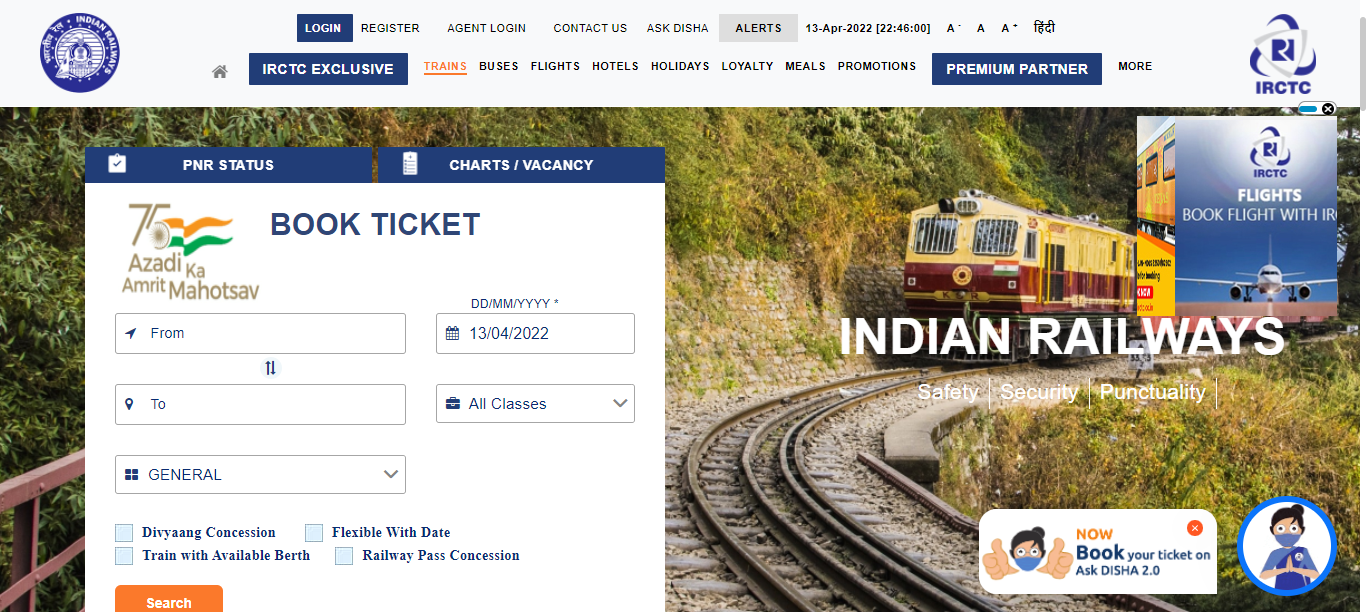 LOGIN REGISTER AGENT LOGIN CONTACT US ASK DISHA ALERTS 13-Apr-2022 [22:46:00] A - A A + हिंदी
INDIAN RAILWAYS
भारतीय रेल
IRCTC EXCLUSIVE TRAINS BUSES FLIGHTS HOTELS HOLIDAYS LOYALTY MEALS PROMOTIONS PREMIUM PARTNER MORE
IRCTC
PNR STATUS CHARTS / VACANCY
IRCTC
FLIGHTS
BOOK FLIGHT WITH IR
75
Azadi Ka
Amrit Mahotsav
BOOK TICKET
DD/MM/YYYY *
From 13/04/2022
To All Classes
GENERAL
Divyaang Concession Flexible With Date
Train with Available Berth Railway Pass Concession
Search
INDIAN RAILWAYS
Safety Security Punctuality
NOW
Book your ticket on
Ask DISHA 2.0